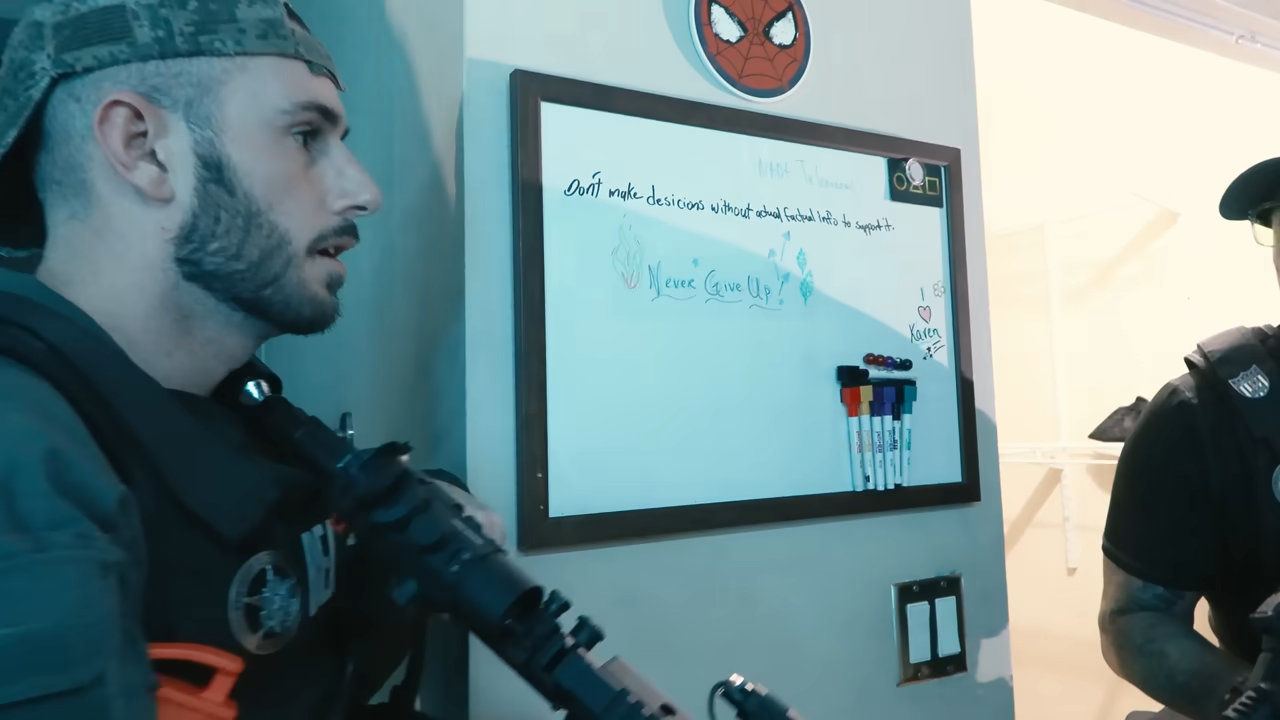 Don't make desicions without actual factual info to support it.
Never Give Up!
I
Karen